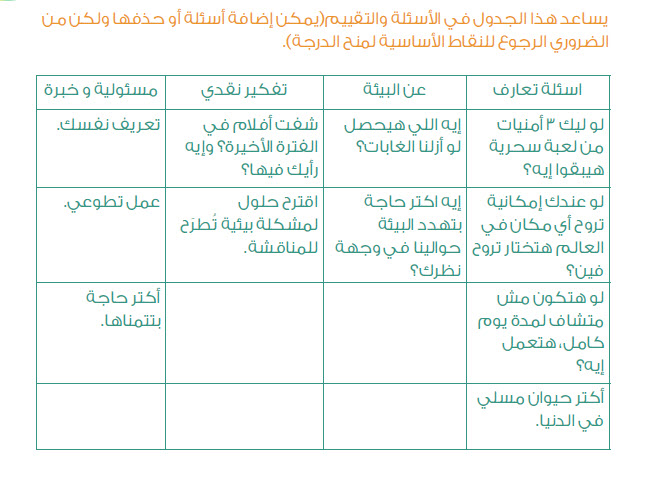 يساعد هذا الجدول في الأسئلة والتقييم(يمكن إضافة أسئلة أو حذفها ولكن من
الضروري الرجوع للنقاط الأساسية لمنح الدرجة).
اسئلة تعارف
عن البيئة
تفكير نقدي
مسئولية و خبرة
لو ليك ٣ أمنيات
من لعبة سحرية
هيبقوا إيه؟
إيه اللي هيحصل
لو أزلنا الغابات؟
شفت أفلام في
الفترة الأخيرة؟ وإيه
رأيك فيها؟
تعريف نفسك.
لو عندك إمكانية
تروح أي مكان في
العالم هتختار تروح
فين؟
إيه اكتر حاجة
بتهدد البيئة
حوالينا في وجهة
نظرك؟
اقترح حلول
لمشكلة بيئية تُطرَح
للمناقشة.
عمل تطوعي.
لو هتكون مش
متشاف لمدة يوم
كامل، هتعمل
إيه؟
أكتر حاجة
بتتمناها.
أكتر حيوان مسلي
في الدنيا.